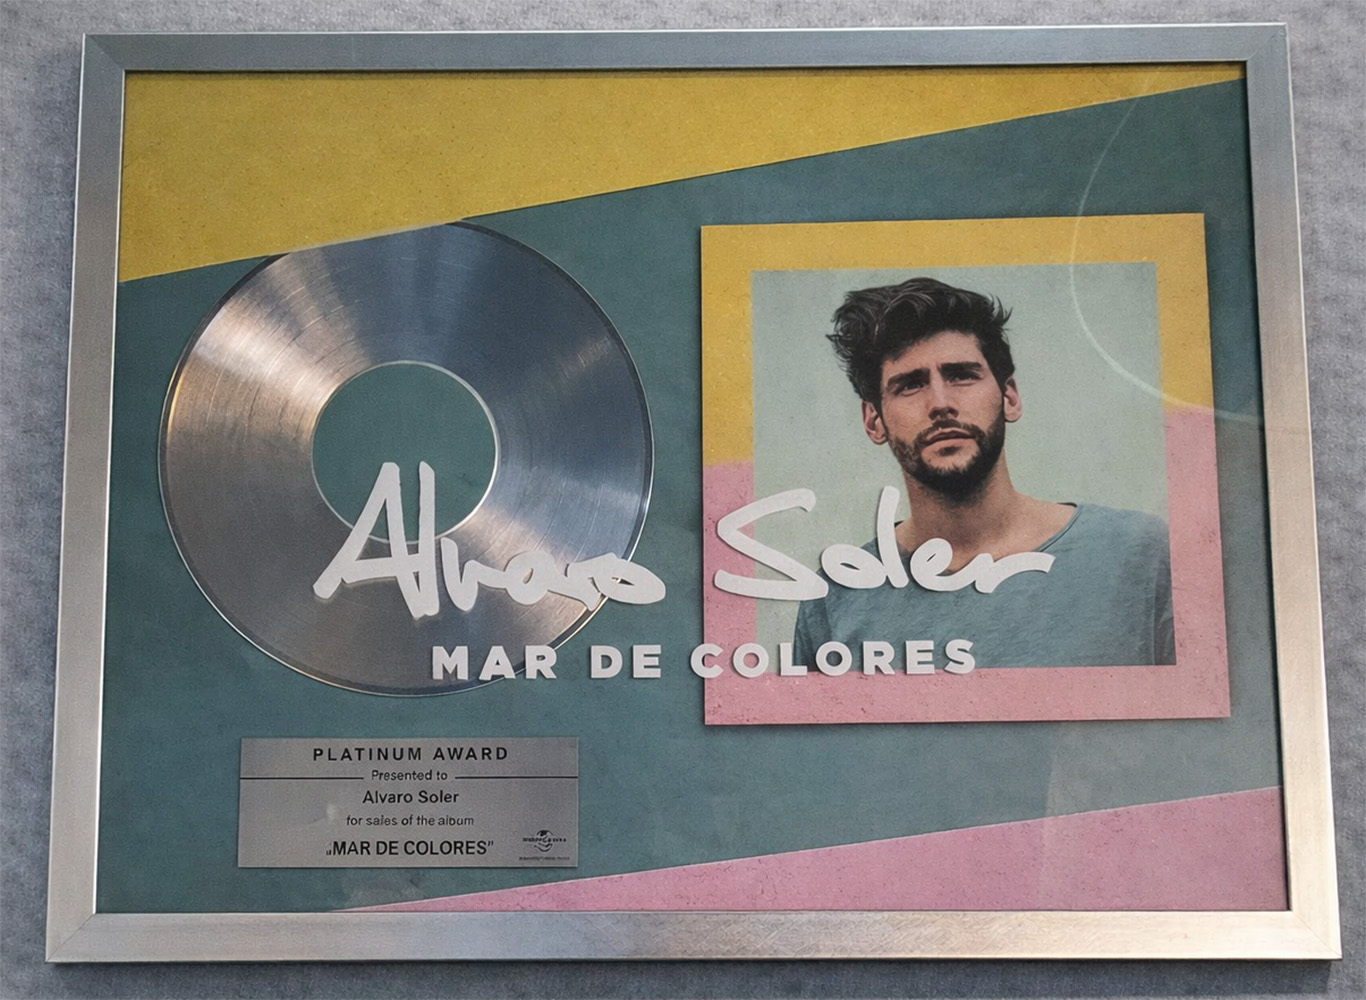 Alvaro Soler
MAR DE COLORES
PLATINUM AWARD
Presented to
Alvaro Soler
for sales of the album
„MAR DE COLORES”